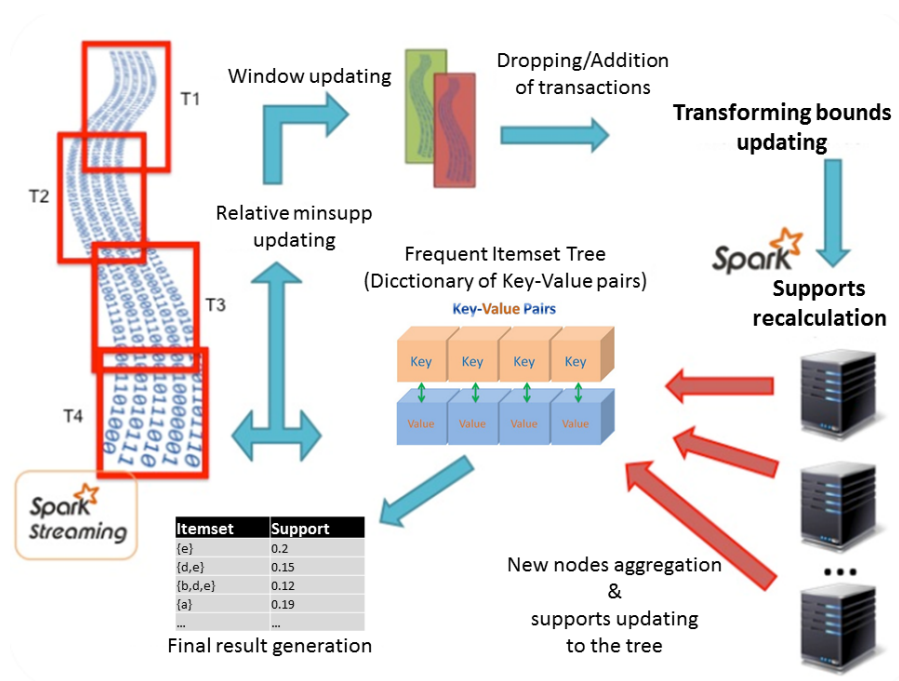 Window updating
Dropping/Addition
of transactions
T1
Transforming bounds
updating
T2
Relative minsupp
updating
Frequent Itemset Tree
(Dicctionary of Key-Value pairs)
Spark
Supports
recalculation
T3
Key-Value Pairs
Key Key Key Key
Value Value Value Value
T4
Spark
Streaming
Itemset Support
{e} 0.2
{d,e} 0.15
{b,d,e} 0.12
{a} 0.19
... ...
Final result generation
New nodes aggregation
&
supports updating
to the tree
...